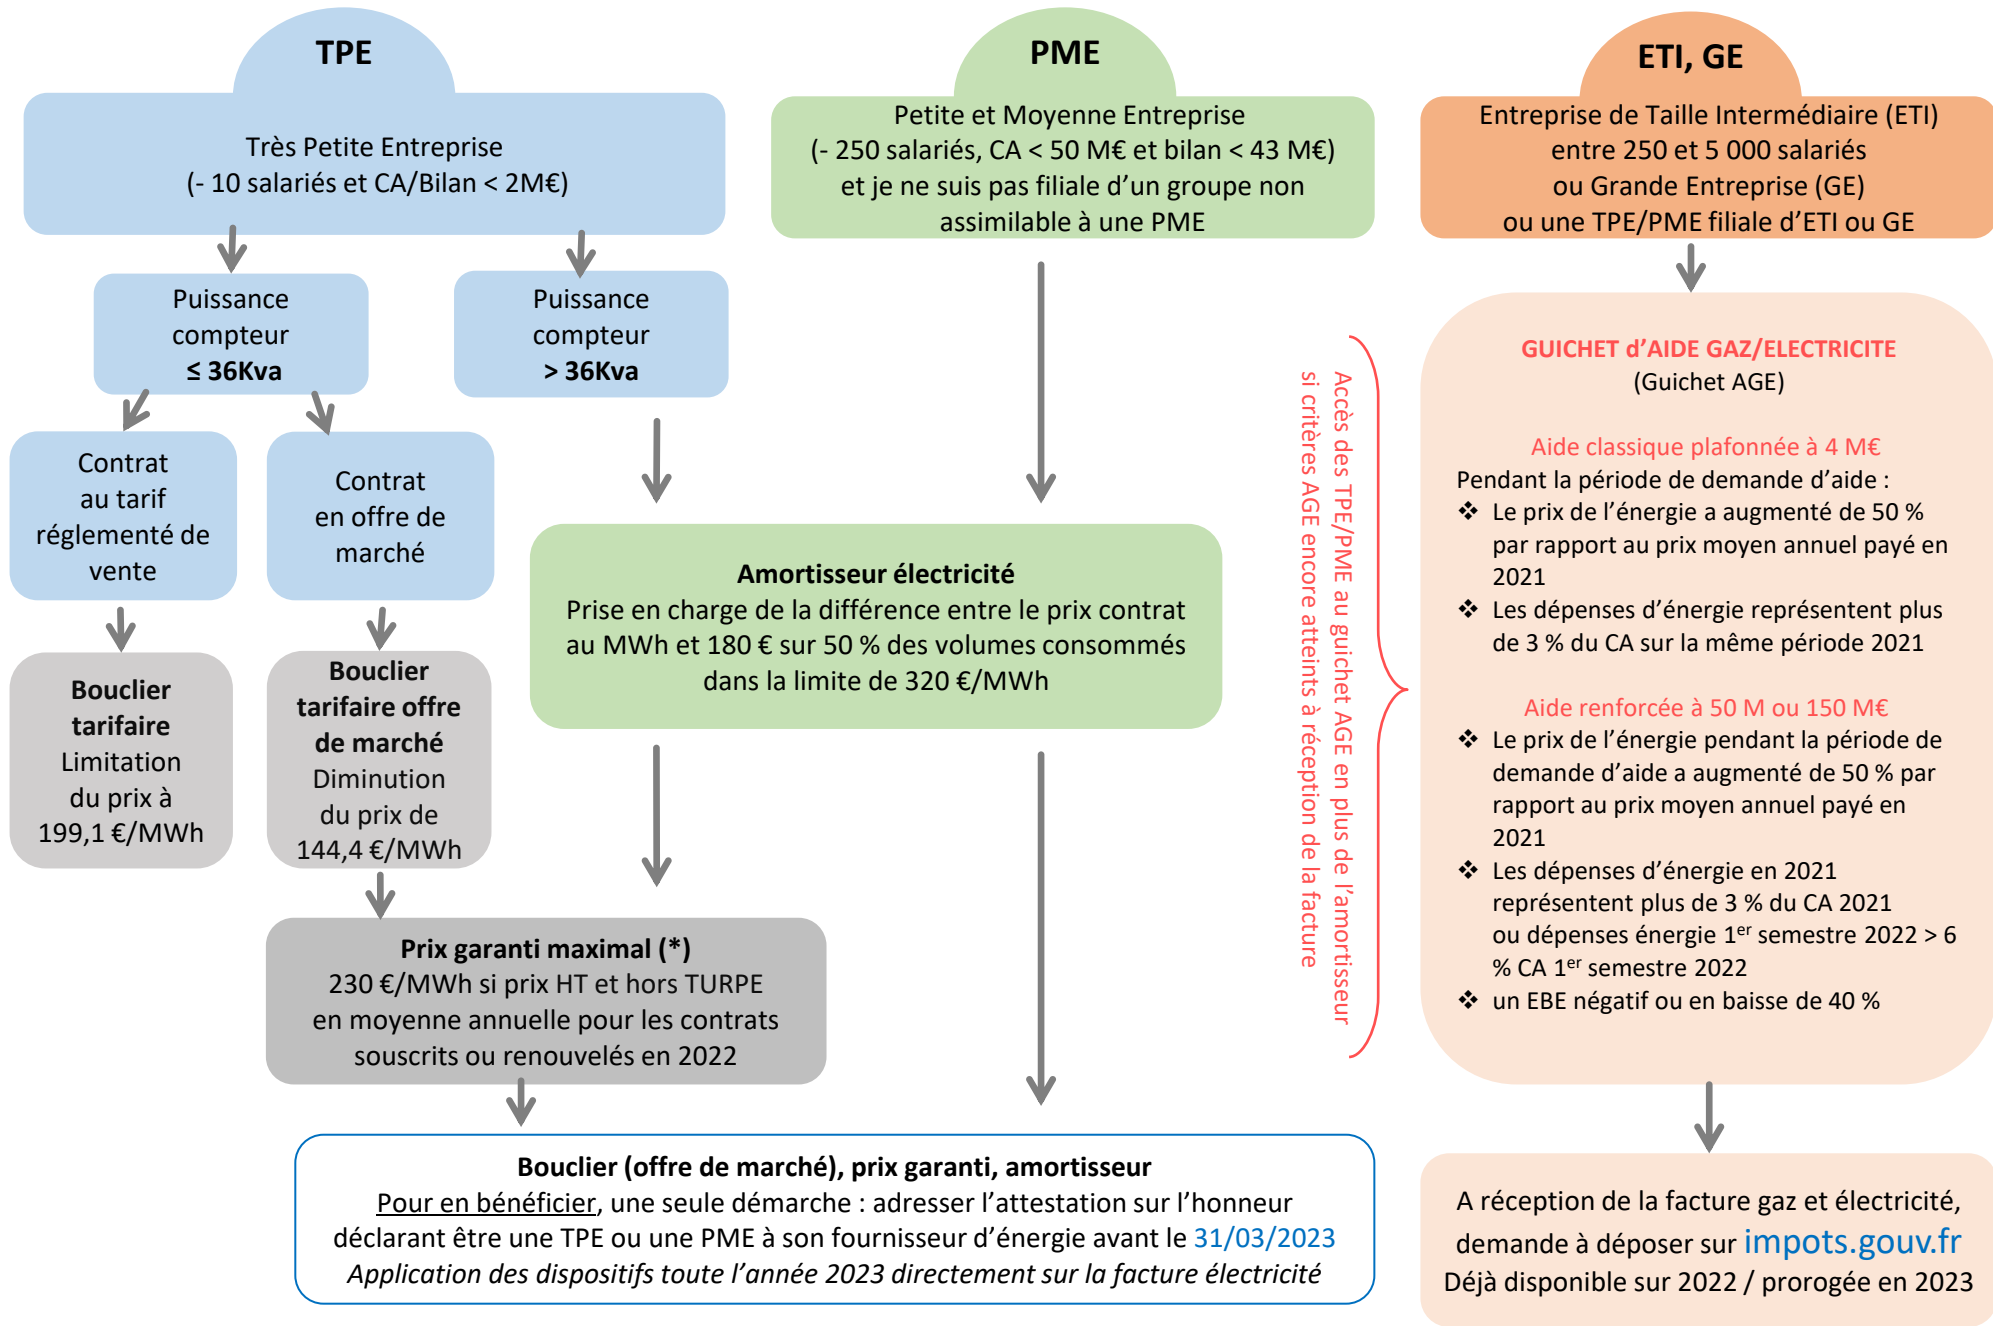 TPE
Très Petite Entreprise
(- 10 salariés et CA/Bilan < 2M€)
Puissance
compteur
≤ 36Kva
Puissance
compteur
> 36Kva
Contrat
au tarif
réglementé de
vente
Contrat
en offre de
marché
Bouclier
tarifaire
Limitation
du prix à
199,1 €/MWh
Bouclier
tarifaire offre
de marché
Diminution
du prix de
144,4 €/MWh
PME
Petite et Moyenne Entreprise
(- 250 salariés, CA < 50 M€ et bilan < 43 M€)
et je ne suis pas filiale d'un groupe non
assimilable à une PME
Amortisseur électricité
Prise en charge de la différence entre le prix contrat
au MWh et 180 € sur 50 % des volumes consommés
dans la limite de 320 €/MWh
Prix garanti maximal (*)
230 €/MWh si prix HT et hors TURPE
en moyenne annuelle pour les contrats
souscrits ou renouvelés en 2022
Bouclier (offre de marché), prix garanti, amortisseur
Pour en bénéficier, une seule démarche : adresser l'attestation sur l'honneur
déclarant être une TPE ou une PME à son fournisseur d'énergie avant le 31/03/2023
Application des dispositifs toute l'année 2023 directement sur la facture électricité
Accès des TPE/PME au guichet AGE en plus de l'amortisseur
si critères AGE encore atteints à réception de la facture
ETI, GE
Entreprise de Taille Intermédiaire (ETI)
entre 250 et 5 000 salariés
ou Grande Entreprise (GE)
ou une TPE/PME filiale d'ETI ou GE
GUICHET d'AIDE GAZ/ELECTRICITE
(Guichet AGE)
Aide classique plafonnée à 4 M€
Pendant la période de demande d'aide :
❖ Le prix de l'énergie a augmenté de 50 %
par rapport au prix moyen annuel payé en
2021
❖ Les dépenses d'énergie représentent plus
de 3 % du CA sur la même période 2021
Aide renforcée à 50 M ou 150 M€
❖ Le prix de l'énergie pendant la période de
demande d'aide a augmenté de 50 % par
rapport au prix moyen annuel payé en
2021
❖ Les dépenses d'énergie en 2021
représentent plus de 3 % du CA 2021
ou dépenses énergie 1er semestre 2022 > 6
% CA 1er semestre 2022
❖ un EBE négatif ou en baisse de 40 %
A réception de la facture gaz et électricité,
demande à déposer sur impots.gouv.fr
Déjà disponible sur 2022 / prorogée en 2023